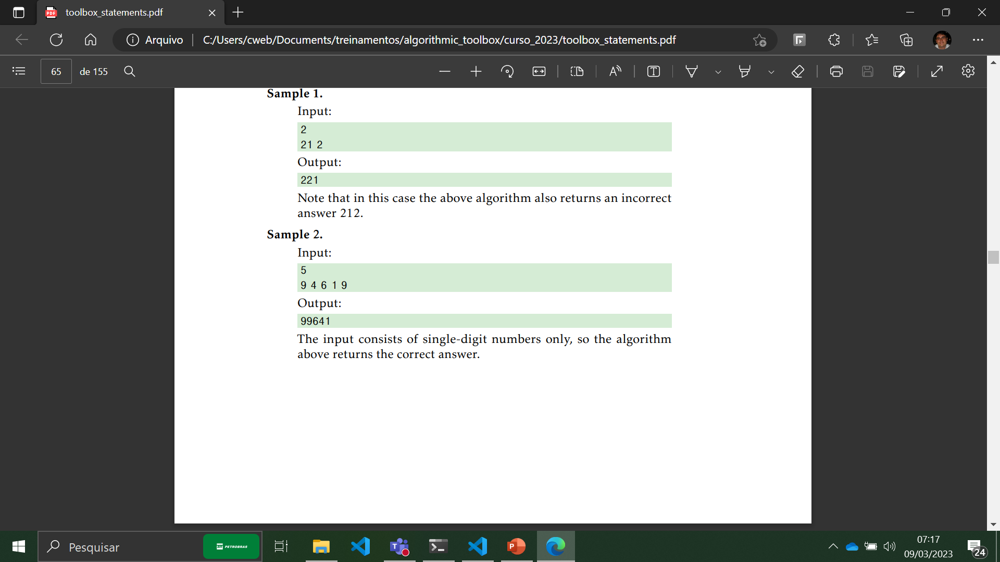 toolbox_statements.pdf
Arquivo
C:/Users/cweb/Documents/treinamentos/algorithmic_toolbox/curso_2023/toolbox_statements.pdf
65 de 155
Sample 1.
Input:
2
21 2
Output:
221
Note that in this case the above algorithm also returns an incorrect
answer 212.
Sample 2.
Input:
5
9 4 6 1 9
Output:
99641
The input consists of single-digit numbers only, so the algorithm
above returns the correct answer.
Pesquisar
BR PETROBRAS
07:17
09/03/2023
24